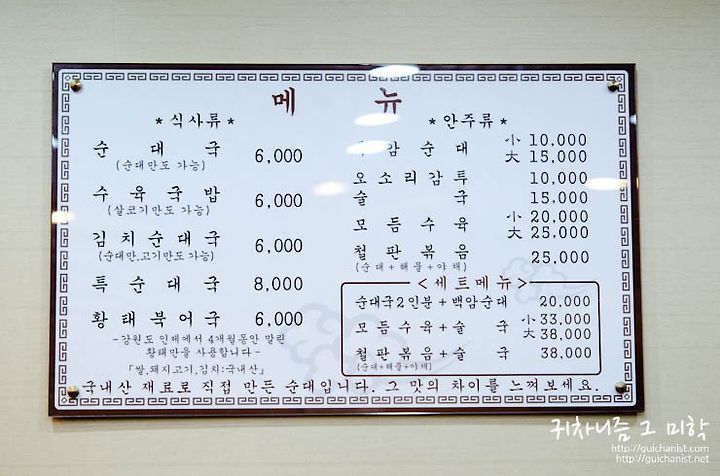 메 뉴
* 식사류 *
순 대 국 6,000
(순대만도 가능)
수 육 국 밥 6,000
(살코기만도 가능)
김 치 순 대 국 6,000
(순대만,고기만도 가능)
특 순 대 국 8,000
황 태 북 어 국 6,000
-강원도 인제에서 4개월동안 말린
황태만을 사용합니다-
「쌀,돼지고기,김치:국내산」
* 안주류 *
암 순 대 小 10,000
大 15,000
오 소 리 감 투 10,000
술 국 15,000
모 듬 수 육 小 20,000
大 25,000
철 판 볶 음 25,000
(순대+해물+야채)
<세트메뉴>
순대국2인분+백암순대 20,000
모 듬 수 육+술 국 小 33,000
大 38,000
철 판 볶 음+술 국 38,000
(순대+해물+야채)
국내산 재료로 직접 만든 순대입니다. 그 맛의 차이를 느껴보세요.
귀차니즘 그 미학
http://guichanist.com
http://guichanist.net